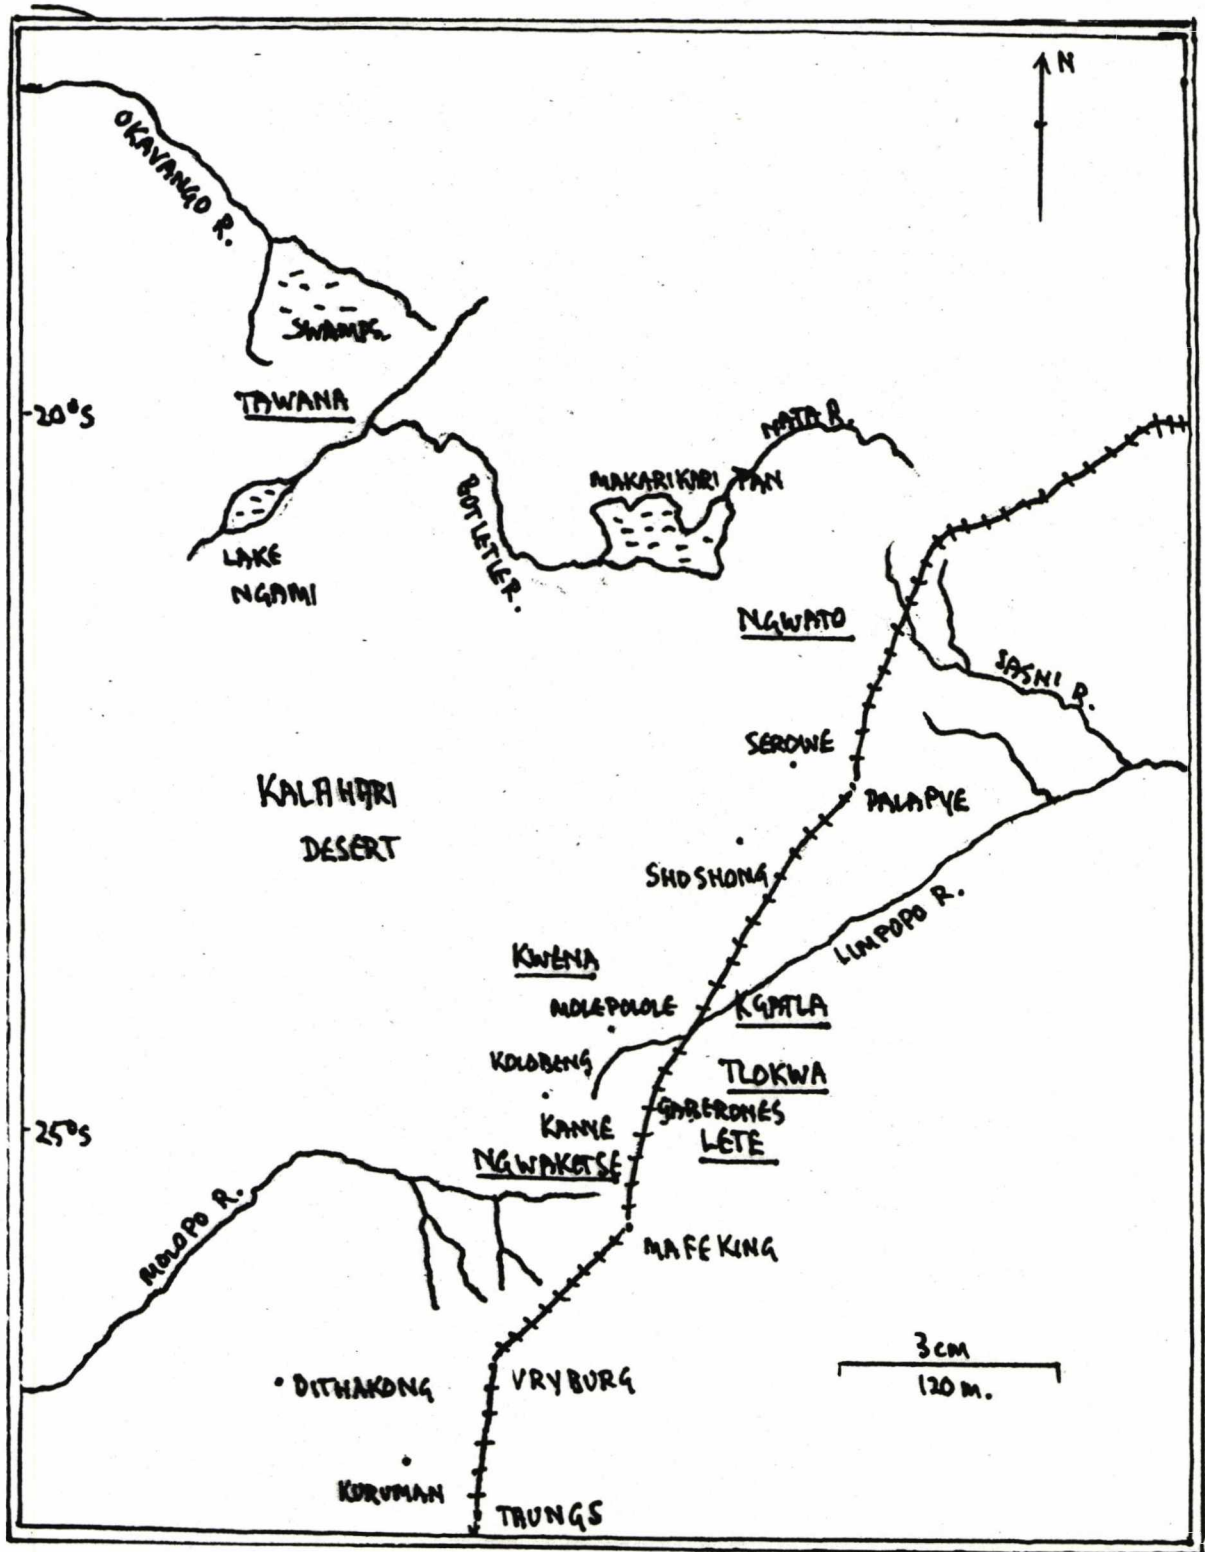 N
OKAVANGO R.
SWAMPS
TAWANA
20°S
NATA R.
MAKARIKARI PAN
BOTLETLE R.
LAKE
NGAMI
NGWATO
SASHI R.
SEROWE
KALAHARI
DESERT
PALAPYE
SHOSHONG
LIMPOPO R.
KWENA
MOLEPOLOLE
KGATLA
KOLOBENG
TLOKWA
GABERONES
25°S
KANYE
LETE
NGWAKETSE
MOLOPO R.
MAFEKING
3cm
120 m.
DITHAKONG
VRYBURG
KURUMAN
TAUNGS